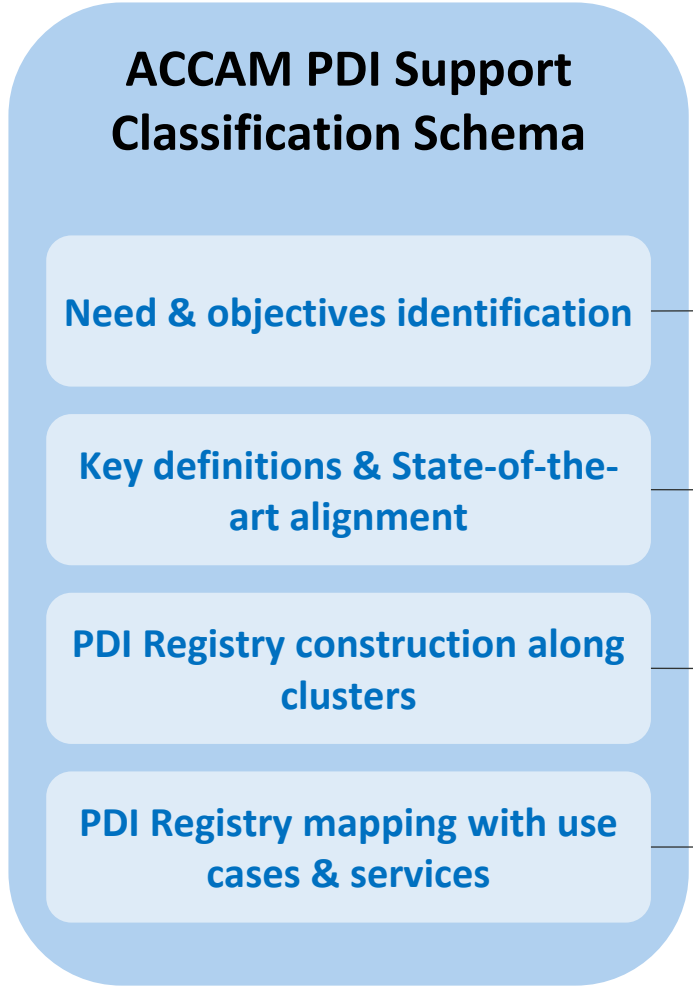 ACCAM PDI Support
Classification Schema
Need & objectives identification
Key definitions & State-of-the-
art alignment
PDI Registry construction along
clusters
PDI Registry mapping with use
cases & services